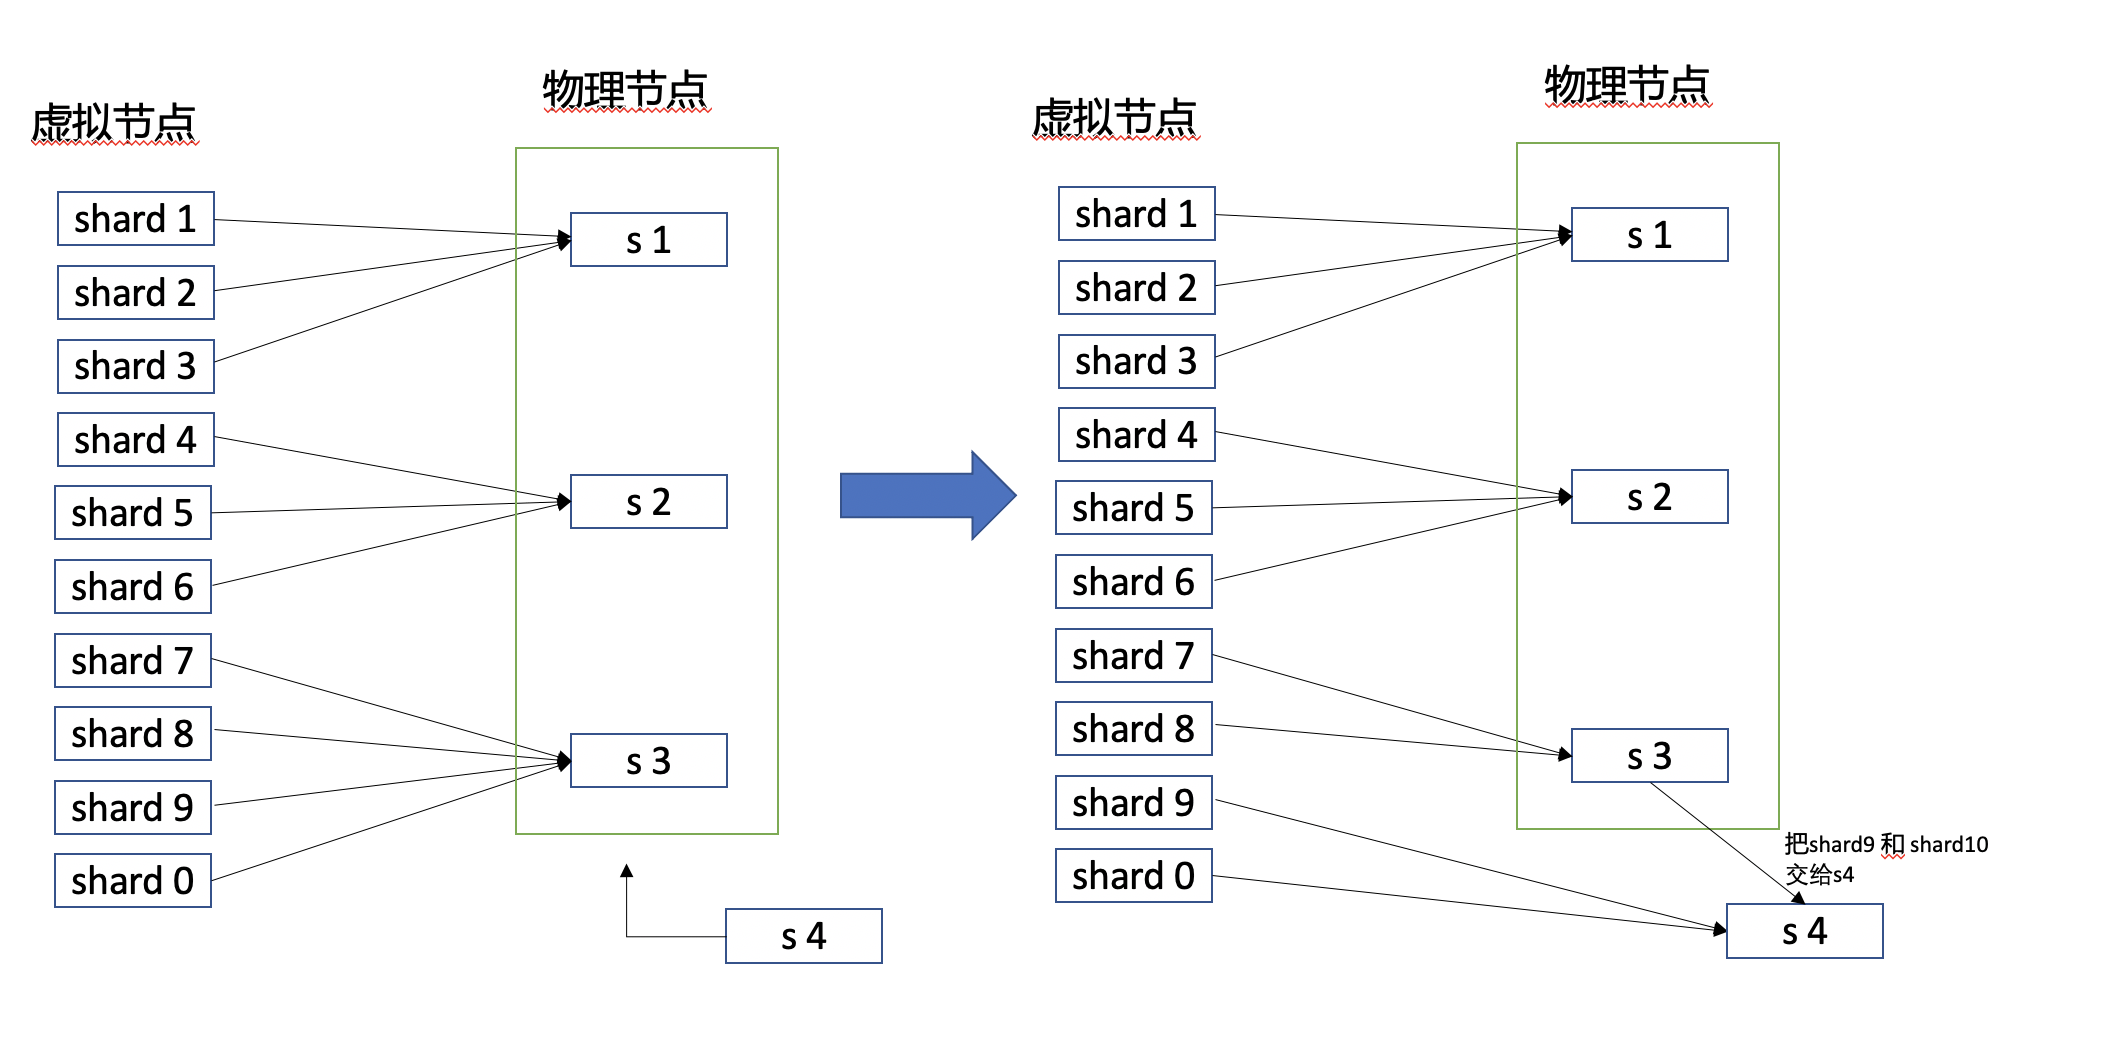 虚拟节点
物理节点
shard 1
shard 2
shard 3
shard 4
shard 5
shard 6
shard 7
shard 8
shard 9
shard 0
s 1
s 2
s 3
s 4
虚拟节点
物理节点
shard 1
shard 2
shard 3
shard 4
shard 5
shard 6
shard 7
shard 8
shard 9
shard 0
s 1
s 2
s 3
把shard9 和 shard10
交给s4
s 4